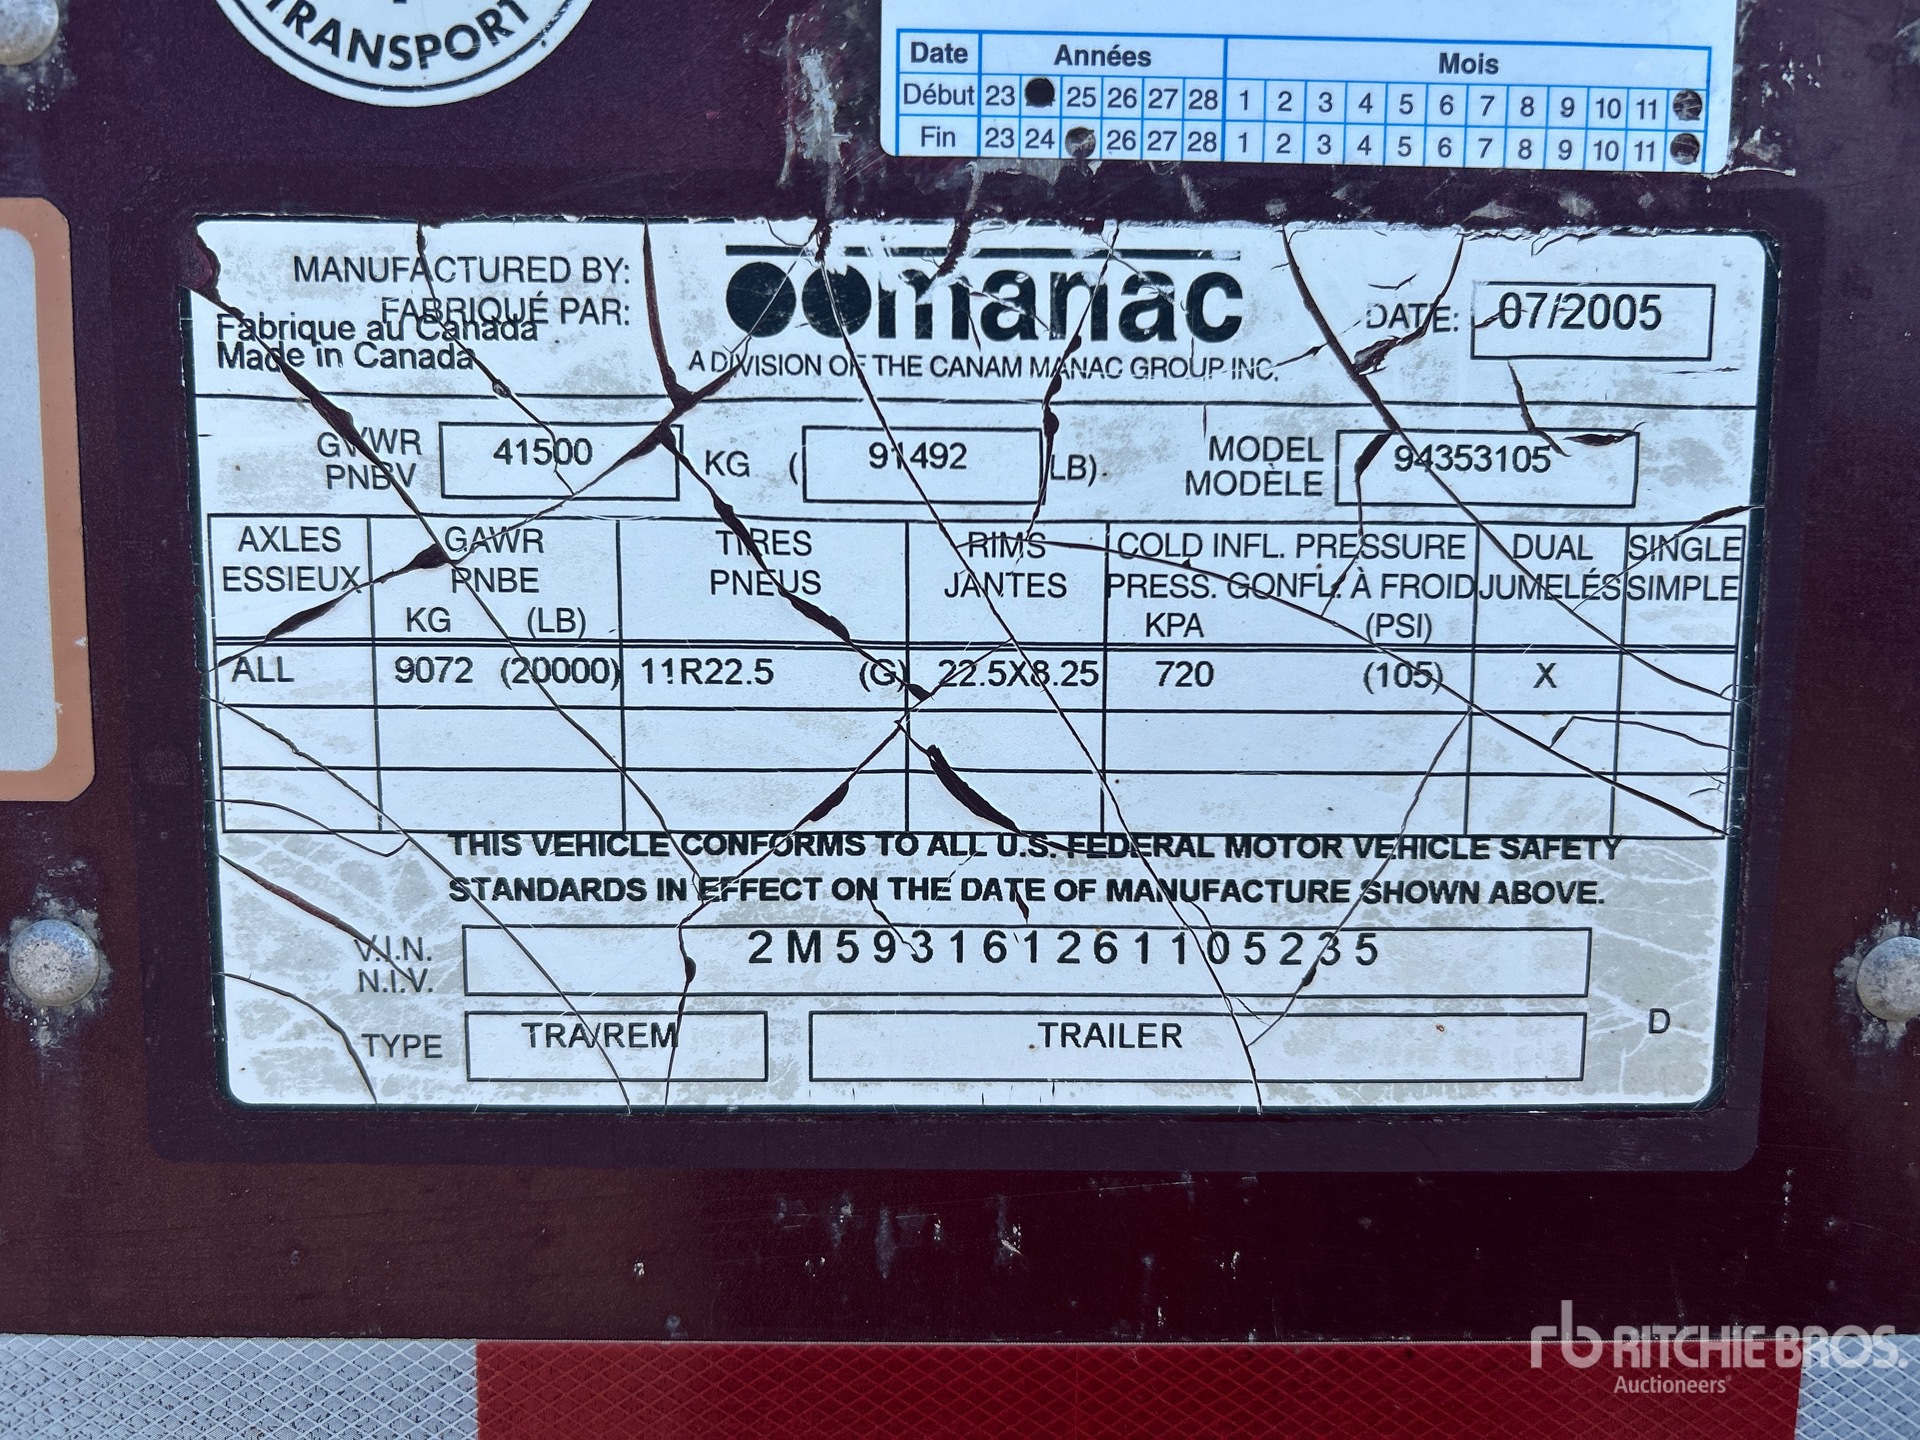 TRANSPORT
Date Années Mois
Début 23 25 26 27 28 1 2 3 4 5 6 7 8 9 10 11
Fin 23 24 26 27 28 1 2 3 4 5 6 7 8 9 10 11
MANUFACTURED BY:
FABRIQUÉ PAR:
Fabrique au Canada
Made in Canada
manac
A DIVISION OF THE CANAM MANAC GROUP INC.
DATE: 07/2005
GVWR
PNBV
41500 KG ( 91492 LB)
MODEL
MODÈLE
94353105
AXLES GAWR TIRES RIMS COLD INFL. PRESSURE DUAL SINGLE
ESSIEUX PNBE PNEUS JANTES PRESS. GONFL. À FROID JUMELÉS SIMPLE
KG (LB) KPA (PSI)
ALL 9072 (20000) 11R22.5 (G) 22.5X8.25 720 (105) X
THIS VEHICLE CONFORMS TO ALL U.S. FEDERAL MOTOR VEHICLE SAFETY
STANDARDS IN EFFECT ON THE DATE OF MANUFACTURE SHOWN ABOVE.
V.I.N.
N.I.V.
2M593161261105235
TYPE TRA/REM TRAILER D
rb RITCHIE BROS.
Auctioneers